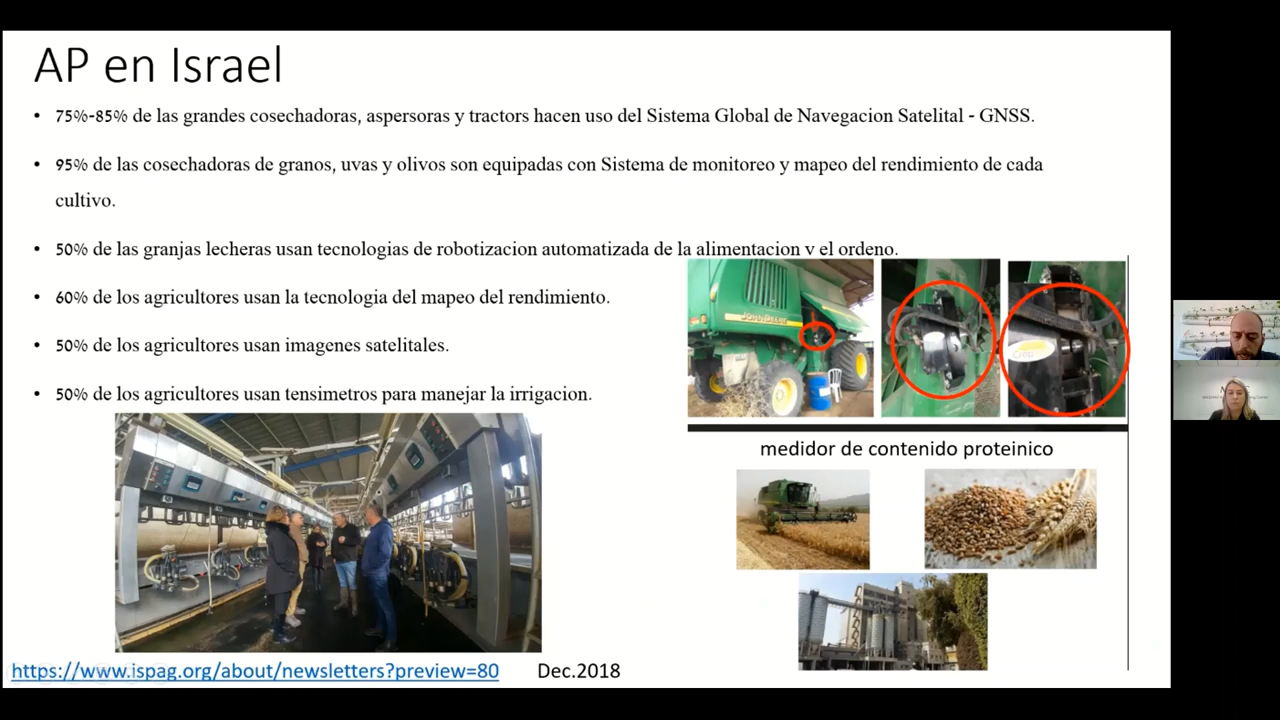 AP en Israel
• 75%-85% de las grandes cosechadoras, aspersoras y tractors hacen uso del Sistema Global de Navegacion Satelital - GNSS.
• 95% de las cosechadoras de granos, uvas y olivos son equipadas con Sistema de monitoreo y mapeo del rendimiento de cada
cultivo.
• 50% de las granjas lecheras usan tecnologias de robotizacion automatizada de la alimentacion y el ordeno.
• 60% de los agricultores usan la tecnologia del mapeo del rendimiento.
• 50% de los agricultores usan imagenes satelitales.
• 50% de los agricultores usan tensimetros para manejar la irrigacion.
JOHN DEERE
medidor de contenido proteinico
https://www.ispag.org/about/newsletters?preview=80
Dec.2018